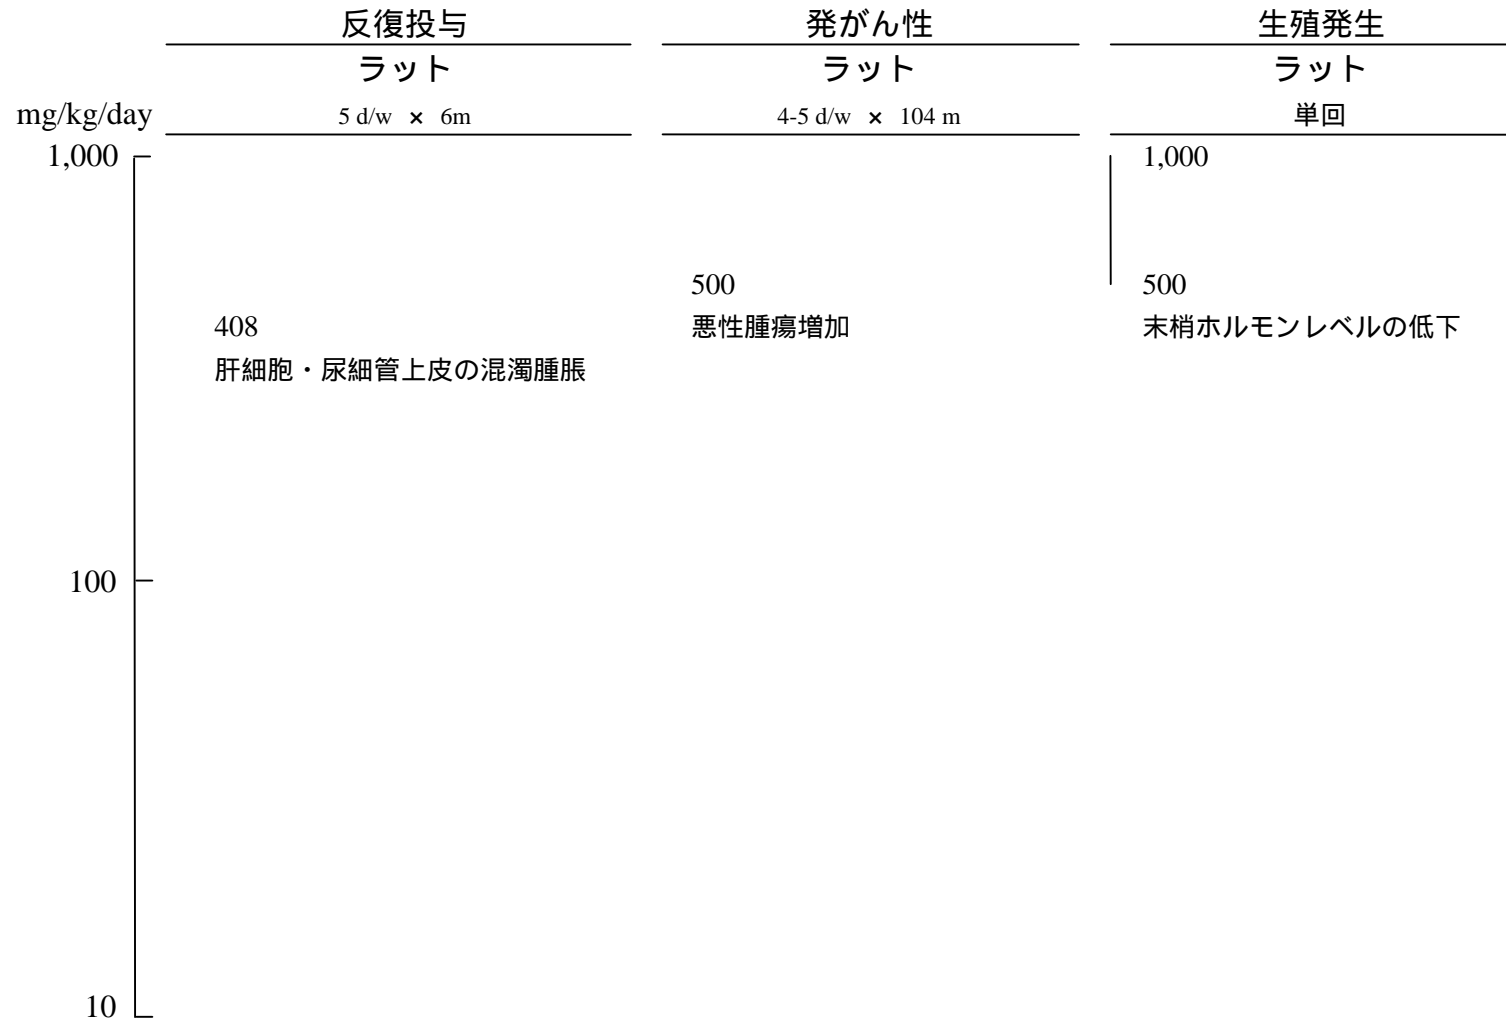 反復投与
発がん性
生殖発生
ラット
ラット
ラット
mg/kg/day
5 d/w × 6m
4-5 d/w × 104 m
単回
1,000
1,000
500
500
408
悪性腫瘍増加
末梢ホルモンレベルの低下
肝細胞・尿細管上皮の混濁腫脹
100
10